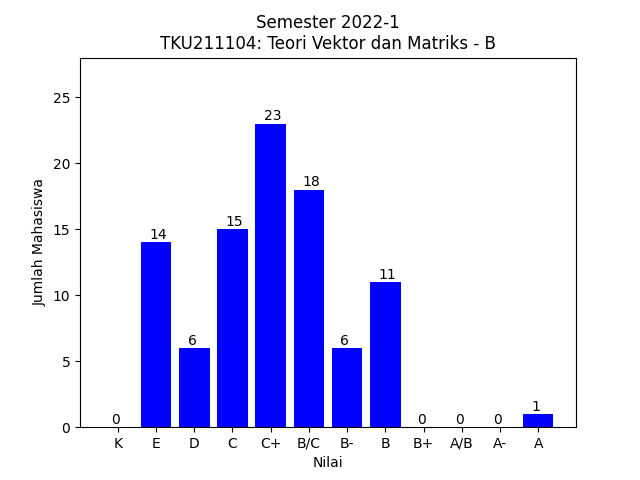 Semester 2022-1
TKU211104: Teori Vektor dan Matriks - B
25
20
15
10
5
0
Jumlah Mahasiswa
0 14 6 15 23 18 6 11 0 0 0 1
K E D C C+ B/C B- B B+ A/B A- A
Nilai